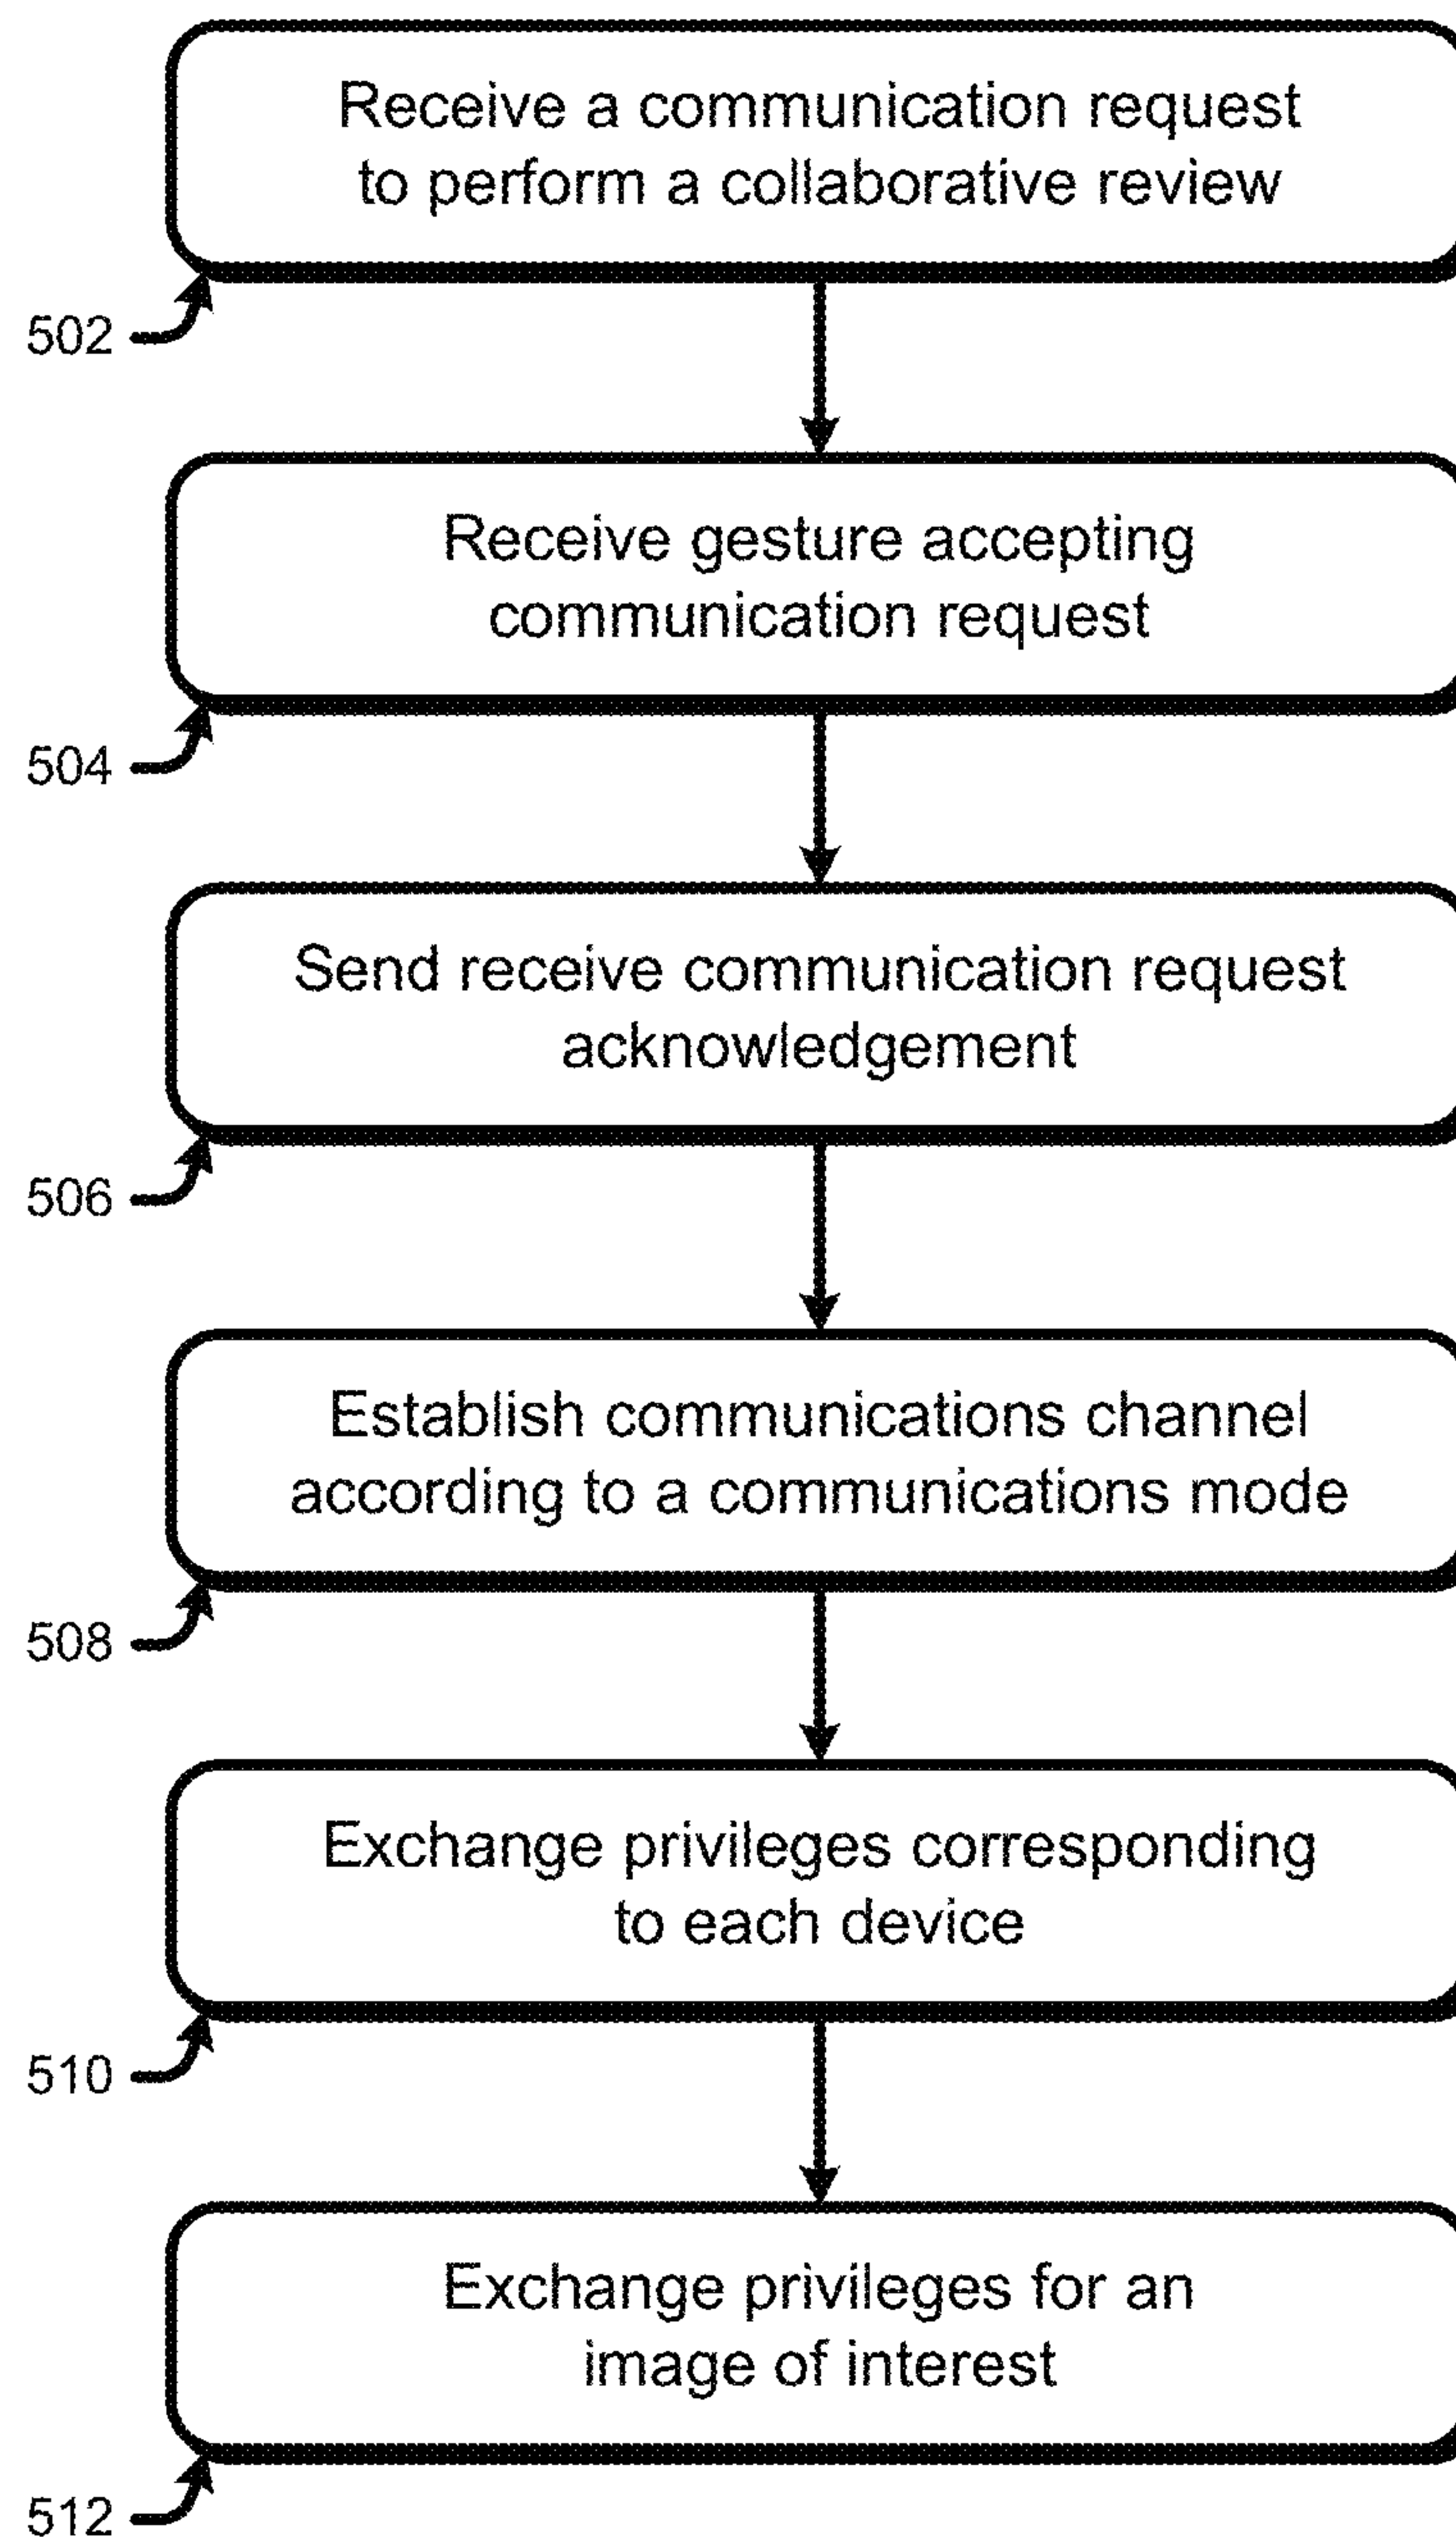 Receive a communication request
to perform a collaborative review
502
Receive gesture accepting
communication request
504
Send receive communication request
acknowledgement
506
Establish communications channel
according to a communications mode
508
Exchange privileges corresponding
to each device
510
Exchange privileges for an
image of interest
512